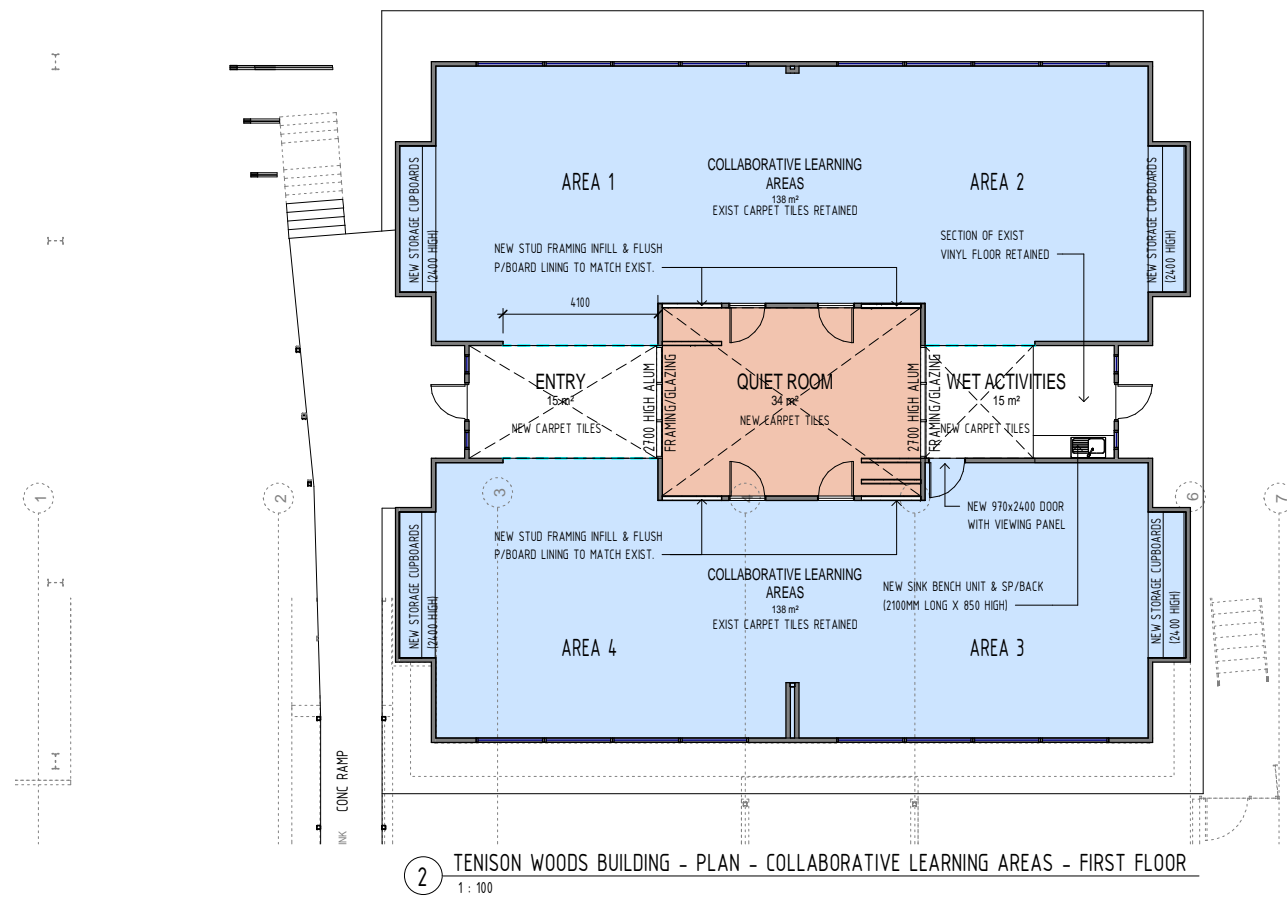 AREA 1
COLLABORATIVE LEARNING
AREAS
138 m²
EXIST CARPET TILES RETAINED
AREA 2
NEW STORAGE CUPBOARDS
(2400 HIGH)
NEW STORAGE CUPBOARDS
(2400 HIGH)
NEW STUD FRAMING INFILL & FLUSH
P/BOARD LINING TO MATCH EXIST.
SECTION OF EXIST
VINYL FLOOR RETAINED
4100
ENTRY
15 m²
NEW CARPET TILES
2700 HIGH ALUM
FRAMING/GLAZING
QUIET ROOM
34 m²
NEW CARPET TILES
2700 HIGH ALUM
FRAMING/GLAZING
WET ACTIVITIES
15 m²
NEW CARPET TILES
1
2
3
4
6
7
NEW 970x2400 DOOR
WITH VIEWING PANEL
NEW STUD FRAMING INFILL & FLUSH
P/BOARD LINING TO MATCH EXIST.
NEW STORAGE CUPBOARDS
(2400 HIGH)
NEW STORAGE CUPBOARDS
(2400 HIGH)
COLLABORATIVE LEARNING
AREAS
138 m²
EXIST CARPET TILES RETAINED
NEW SINK BENCH UNIT & SP/BACK
(2100MM LONG X 850 HIGH)
AREA 4
AREA 3
CONC RAMP
2
TENISON WOODS BUILDING - PLAN - COLLABORATIVE LEARNING AREAS - FIRST FLOOR
1 : 100